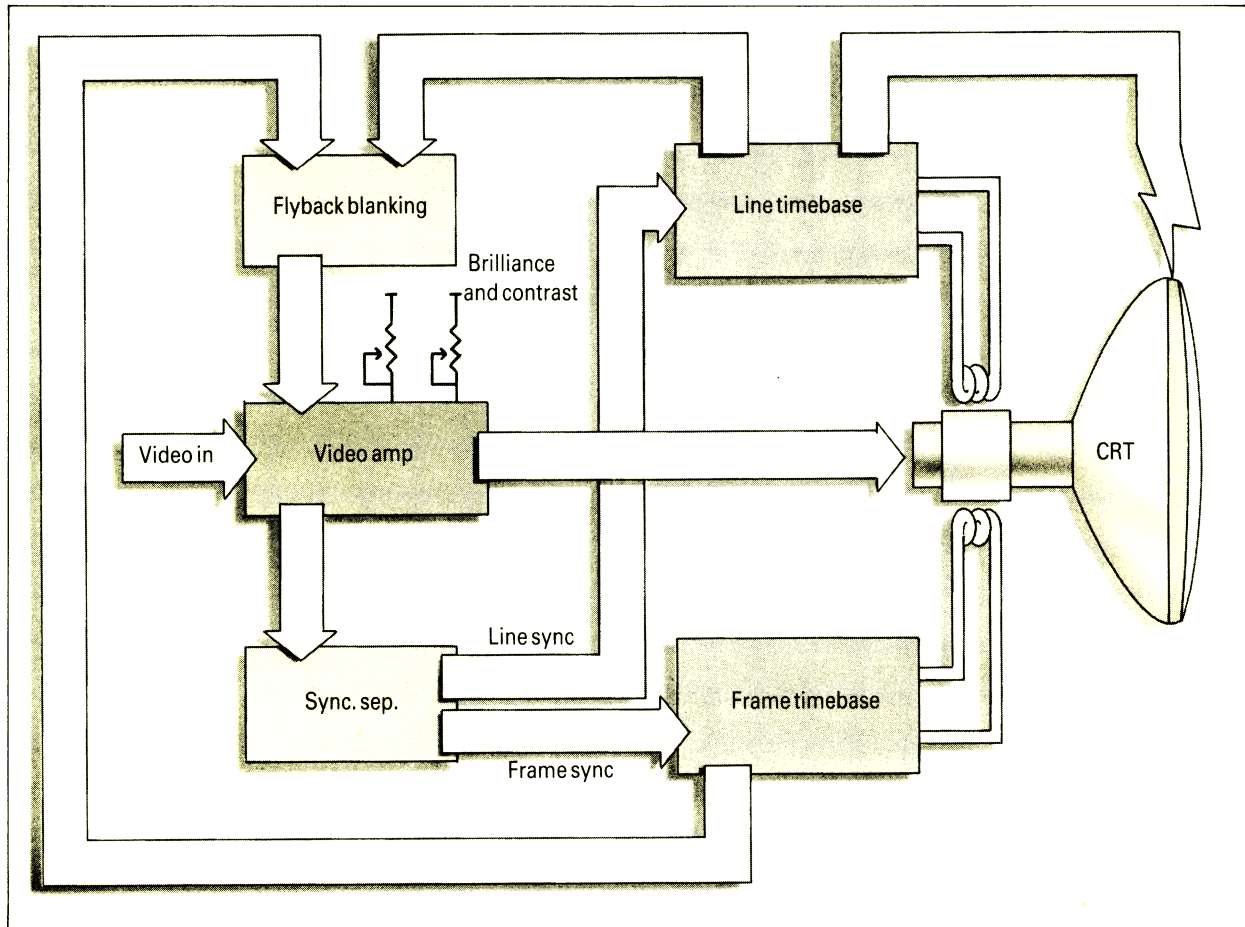 Flyback blanking
Line timebase
Brilliance
and contrast
Video in
Video amp
CRT
Line sync
Sync. sep.
Frame timebase
Frame sync